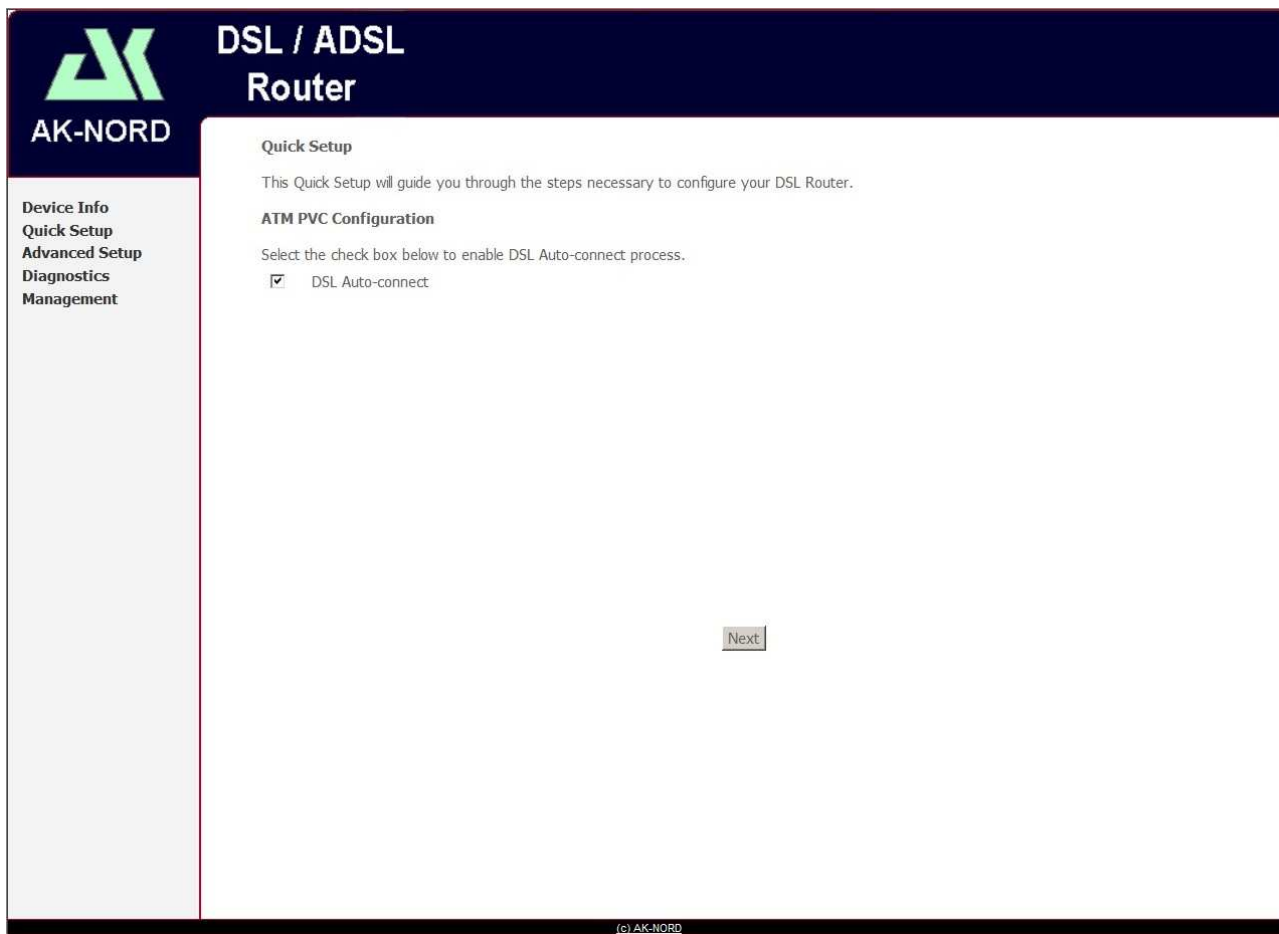 DSL / ADSL
Router
AK-NORD
Device Info
Quick Setup
Advanced Setup
Diagnostics
Management
Quick Setup
This Quick Setup will guide you through the steps necessary to configure your DSL Router.
ATM PVC Configuration
Select the check box below to enable DSL Auto-connect process.
DSL Auto-connect
Next
(c) AK-NORD